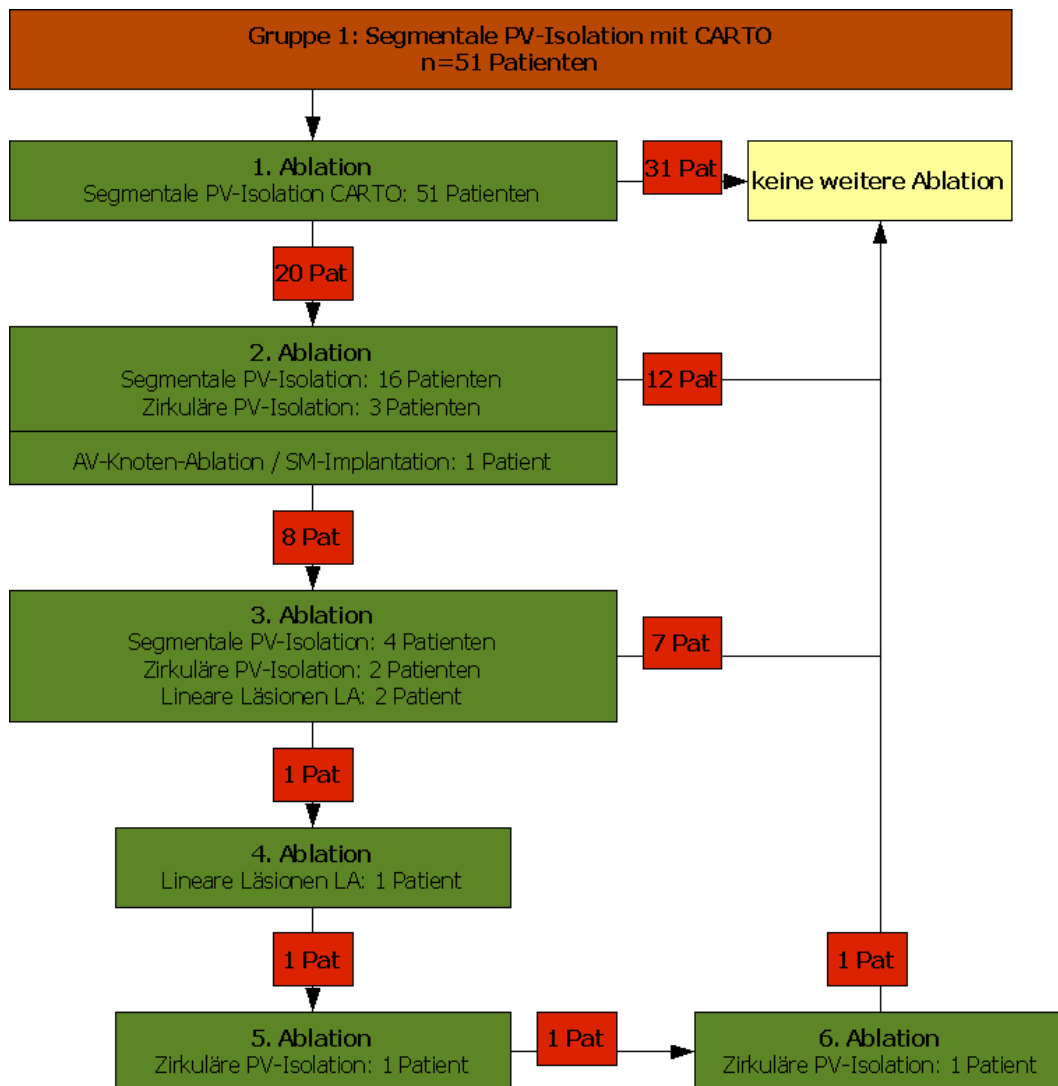 Gruppe 1: Segmentale PV-Isolation mit CARTO
n=51 Patienten
1. Ablation
Segmentale PV-Isolation CARTO: 51 Patienten
31 Pat
keine weitere Ablation
20 Pat
2. Ablation
Segmentale PV-Isolation: 16 Patienten
Zirkuläre PV-Isolation: 3 Patienten
12 Pat
AV-Knoten-Ablation / SM-Implantation: 1 Patient
8 Pat
3. Ablation
Segmentale PV-Isolation: 4 Patienten
Zirkuläre PV-Isolation: 2 Patienten
Lineare Läsionen LA: 2 Patient
7 Pat
1 Pat
4. Ablation
Lineare Läsionen LA: 1 Patient
1 Pat
1 Pat
5. Ablation
Zirkuläre PV-Isolation: 1 Patient
1 Pat
6. Ablation
Zirkuläre PV-Isolation: 1 Patient